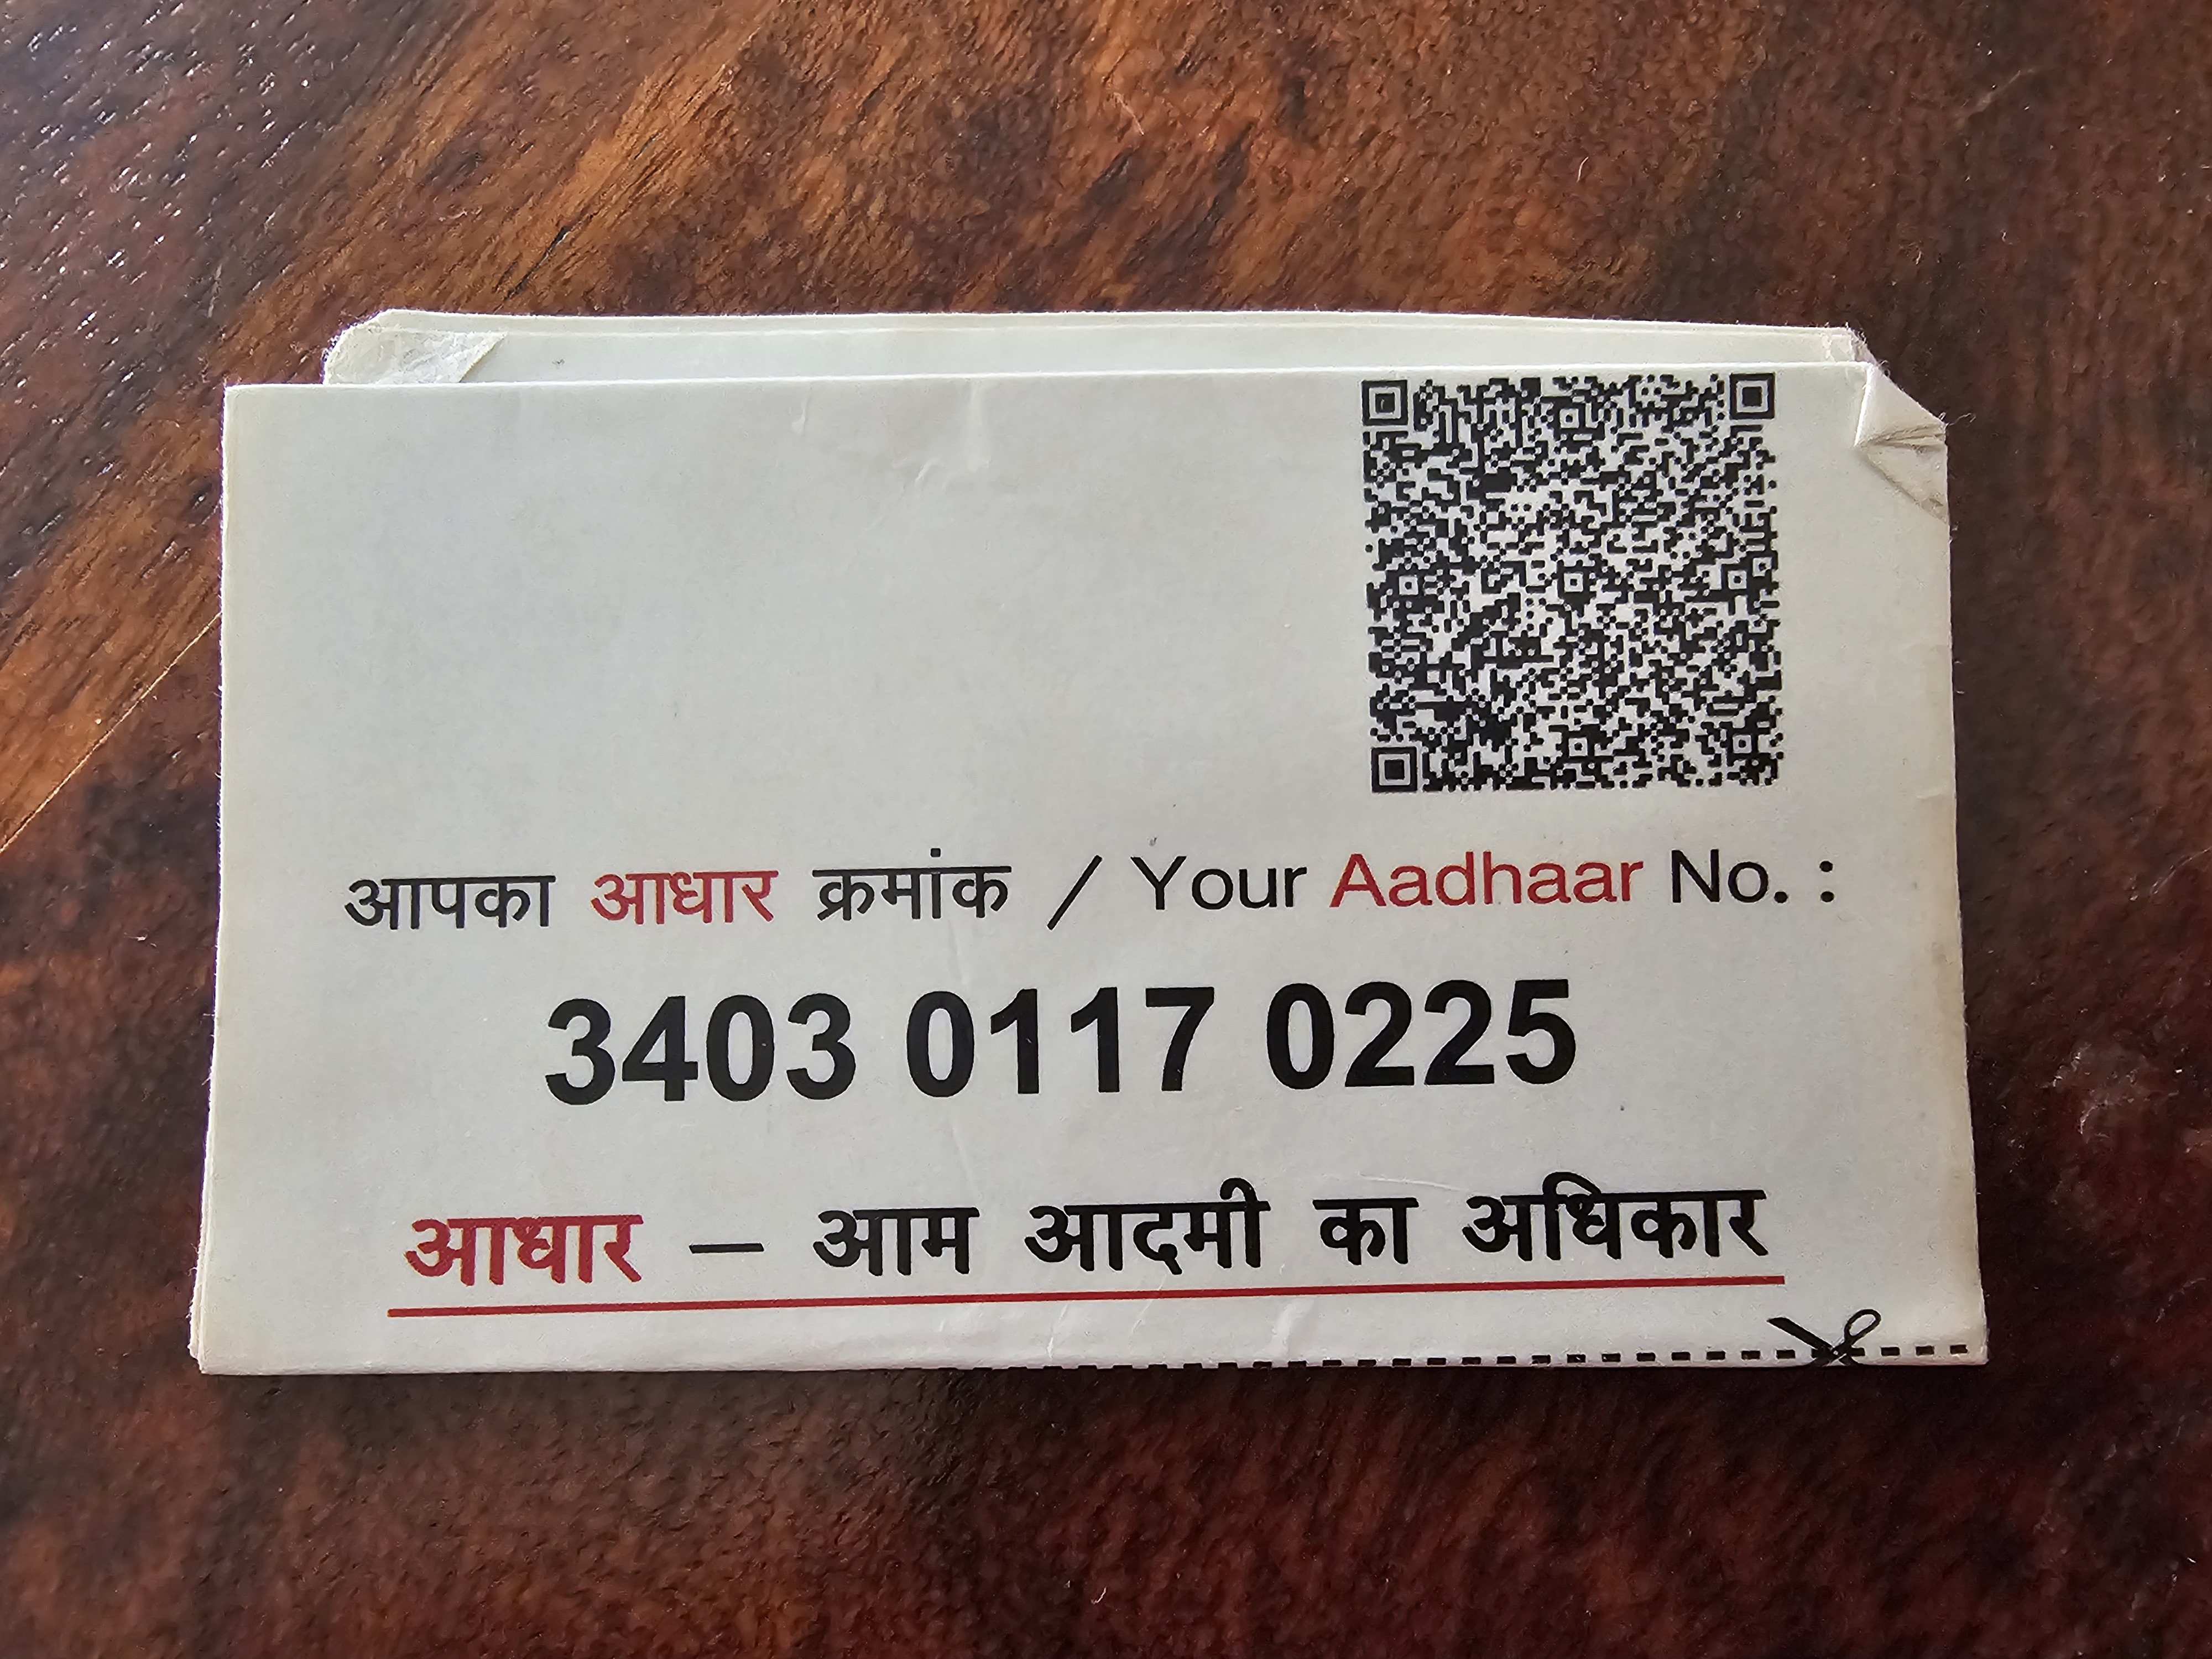 आपका आधार क्रमांक / Your Aadhaar No. :
3403 0117 0225
आधार — आम आदमी का अधिकार